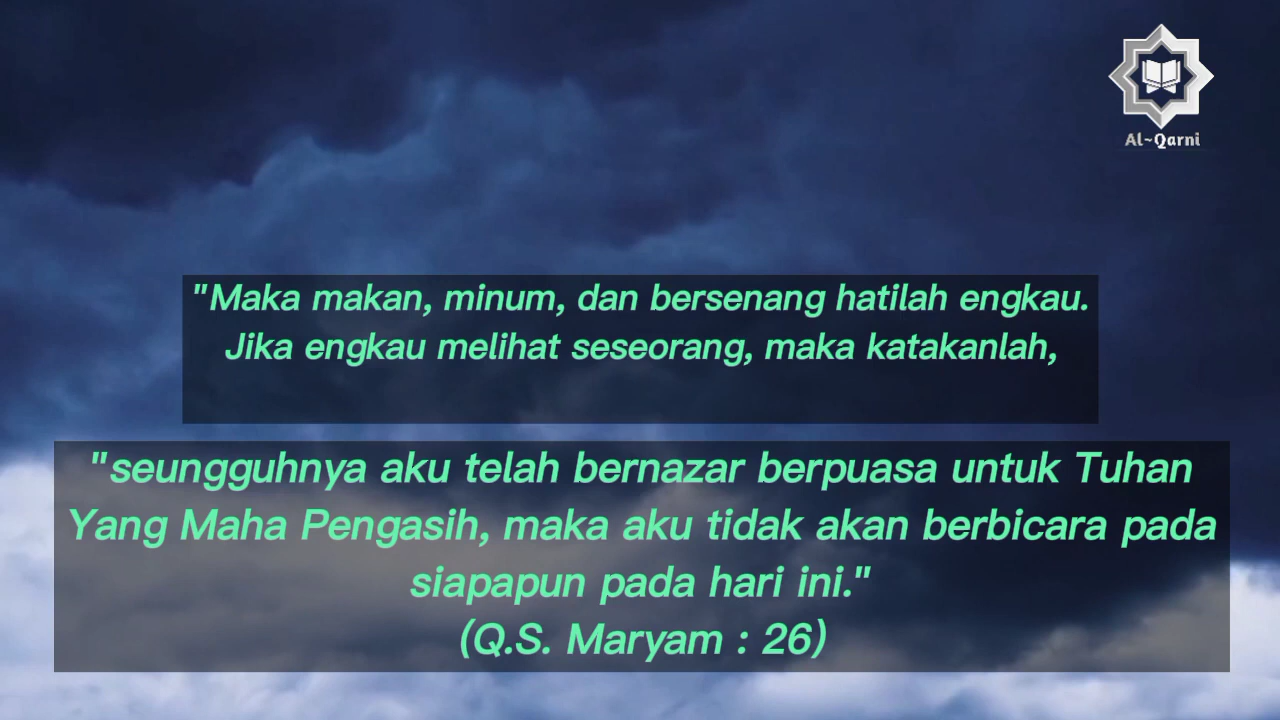 Al-Qarni
"Maka makan, minum, dan bersenang hatilah engkau.
Jika engkau melihat seseorang, maka katakanlah,
"seungguhnya aku telah bernazar berpuasa untuk Tuhan
Yang Maha Pengasih, maka aku tidak akan berbicara pada
siapapun pada hari ini."
(Q.S. Maryam : 26)